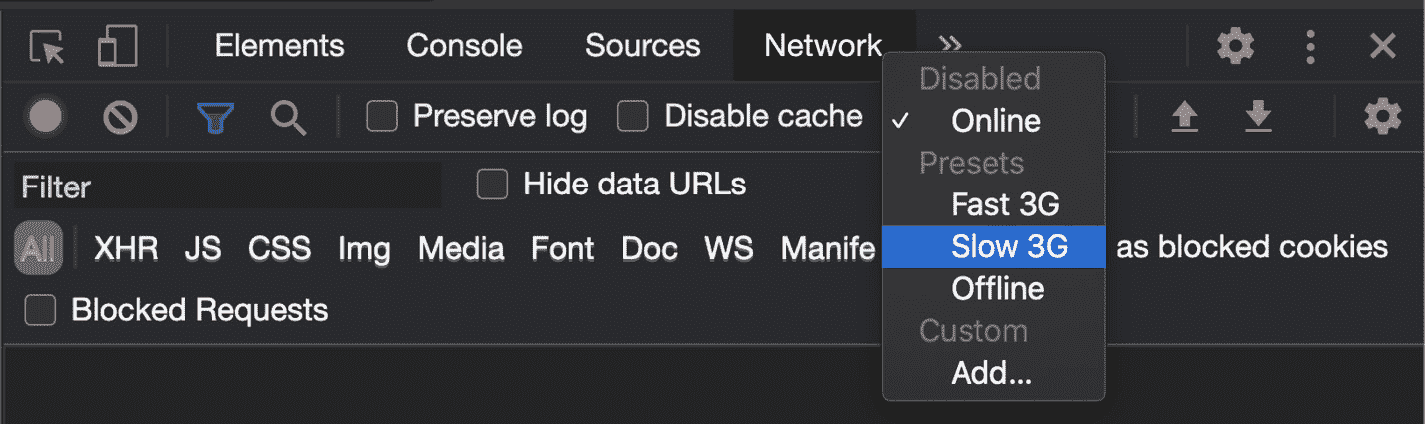 Elements Console Sources Network
Disabled
Preserve log Disable cache ✓ Online
Presets
Filter Hide data URLs
Fast 3G
All XHR JS CSS Img Media Font Doc WS Manife Slow 3G as blocked cookies
Offline
Blocked Requests
Custom
Add...